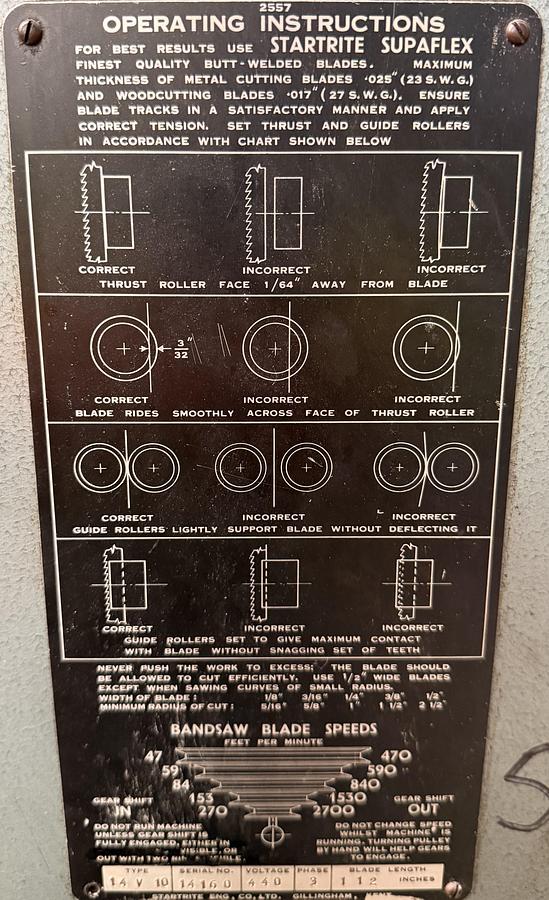 2557
OPERATING INSTRUCTIONS
FOR BEST RESULTS USE STARTRITE SUPAFLEX
FINEST QUALITY BUTT-WELDED BLADES. MAXIMUM
THICKNESS OF METAL CUTTING BLADES ·025" (23 S.W.G.)
AND WOODCUTTING BLADES ·017" (27 S.W.G.). ENSURE
BLADE TRACKS IN A SATISFACTORY MANNER AND APPLY
CORRECT TENSION. SET THRUST AND GUIDE ROLLERS
IN ACCORDANCE WITH CHART SHOWN BELOW
CORRECT INCORRECT INCORRECT
THRUST ROLLER FACE 1/64" AWAY FROM BLADE
3/32"
CORRECT INCORRECT INCORRECT
BLADE RIDES SMOOTHLY ACROSS FACE OF THRUST ROLLER
CORRECT INCORRECT INCORRECT
GUIDE ROLLERS LIGHTLY SUPPORT BLADE WITHOUT DEFLECTING IT
CORRECT INCORRECT INCORRECT
GUIDE ROLLERS SET TO GIVE MAXIMUM CONTACT
WITH BLADE WITHOUT SNAGGING SET OF TEETH
NEVER PUSH THE WORK TO EXCESS: THE BLADE SHOULD
BE ALLOWED TO CUT EFFICIENTLY. USE 1/2" WIDE BLADES
EXCEPT WHEN SAWING CURVES OF SMALL RADIUS.
WIDTH OF BLADE: 1/8" 3/16" 1/4" 3/8" 1/2"
MINIMUM RADIUS OF CUT: 5/16" 5/8" 1" 1 1/2" 2 1/2"
BANDSAW BLADE SPEEDS
FEET PER MINUTE
47 470
59 590
84 840
153 1530
270 2700
GEAR SHIFT
IN
GEAR SHIFT
OUT
DO NOT RUN MACHINE
UNLESS GEAR SHIFT IS
FULLY ENGAGED, EITHER IN
VISIBLE, OR
OUT WITH TWO
DO NOT CHANGE SPEED
WHILST MACHINE IS
RUNNING. TURNING PULLEY
BY HAND WILL HELP GEARS
TO ENGAGE.
TYPE SERIAL NO. VOLTAGE PHASE BLADE LENGTH
14 V 10 14160 440 3 112 INCHES
STARTRITE ENG. CO. LTD., GILLINGHAM, KENT